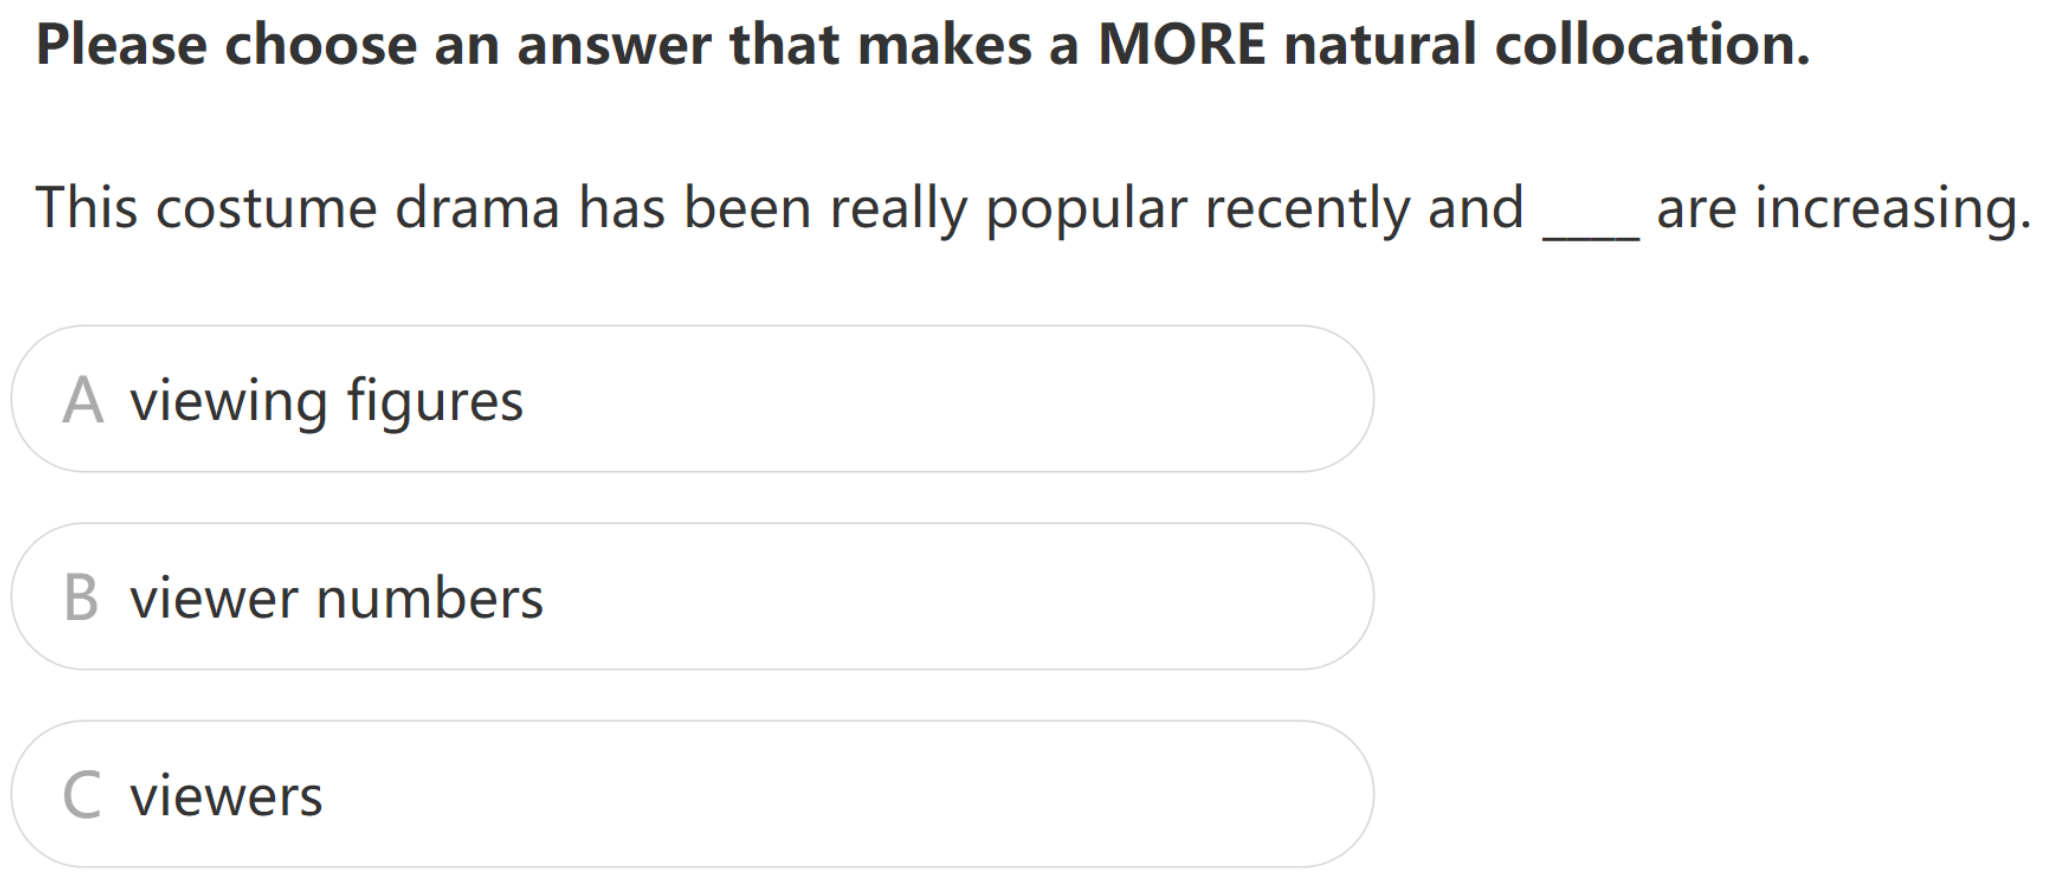 Please choose an answer that makes a MORE natural collocation.
This costume drama has been really popular recently and ____ are increasing.
A viewing figures
B viewer numbers
C viewers